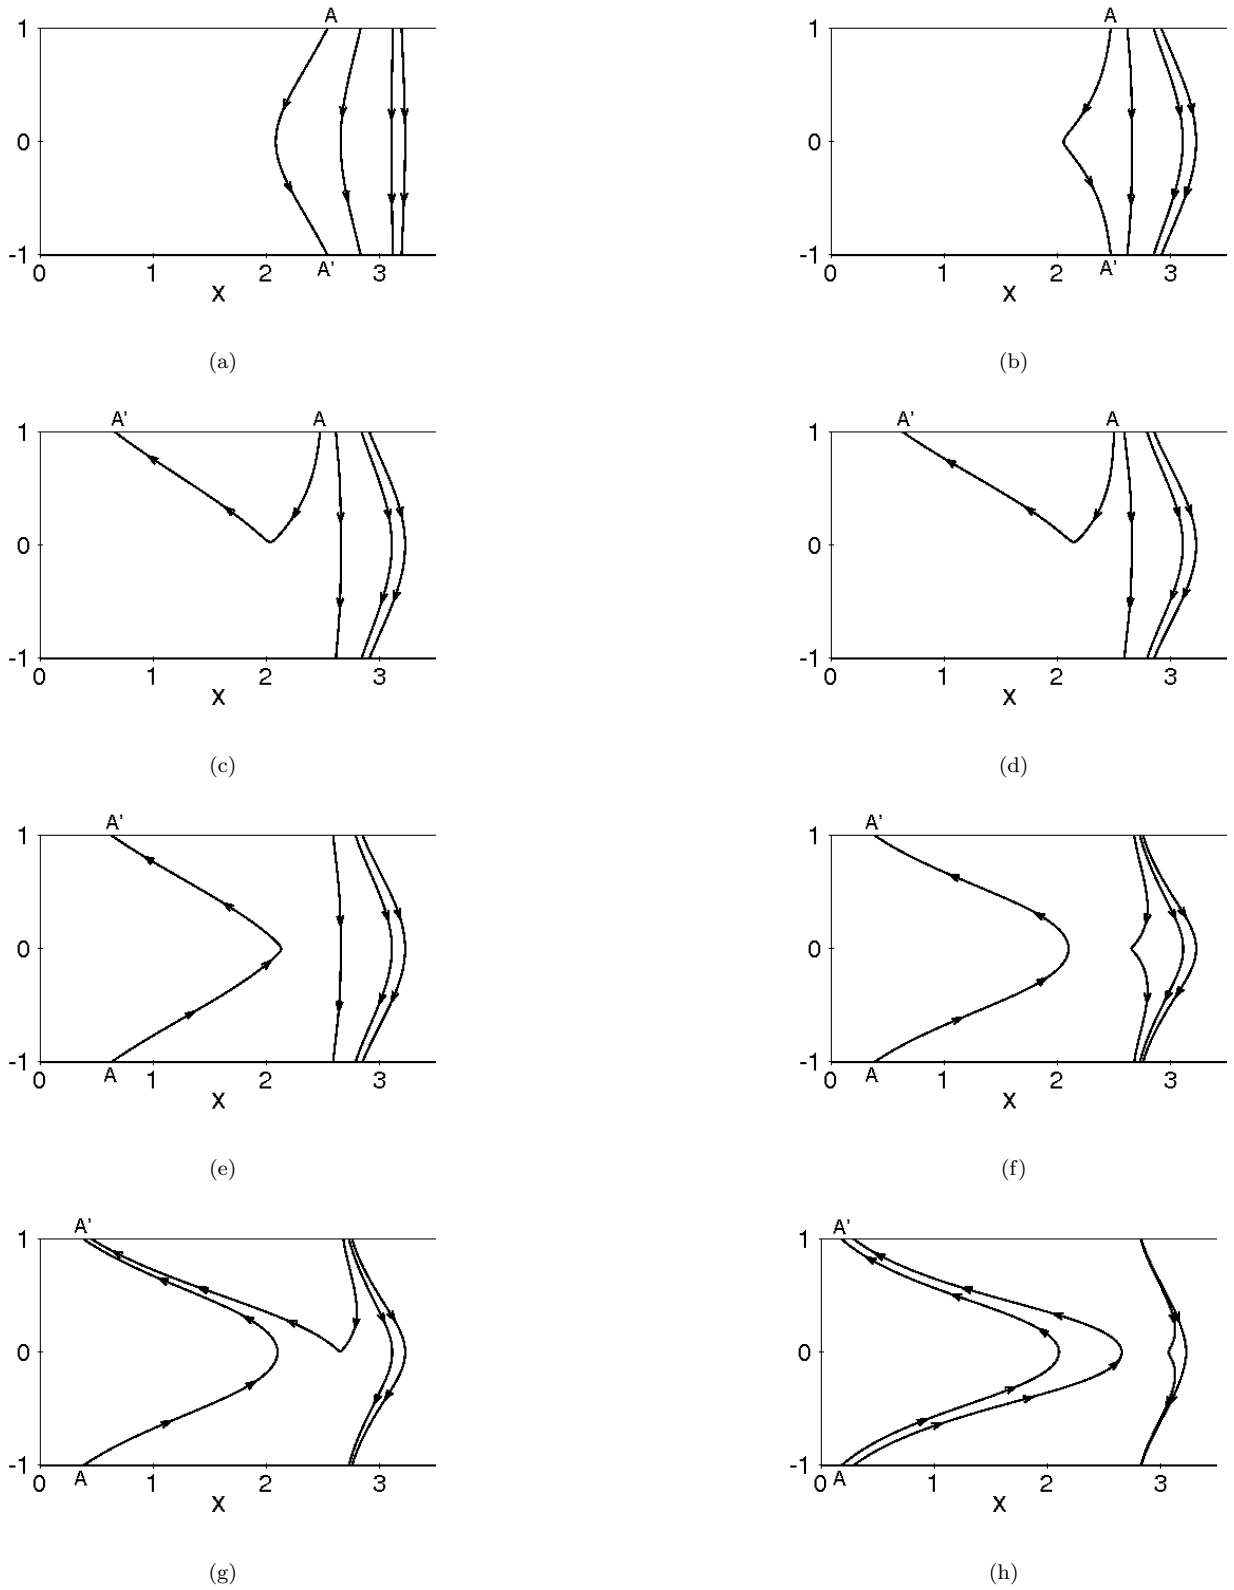 A A
1 1
0 0
-1 -1
0 1 2 A' 3 0 1 2 A' 3
X X
(a) (b)
A' A A' A
1 1
0 0
-1 -1
0 1 2 3 0 1 2 3
X X
(c) (d)
A' A'
1 1
0 0
-1 -1
0 A 1 2 3 0 A 1 2 3
X X
(e) (f)
A' A'
1 1
0 0
-1 -1
0 A 1 2 3 0 A 1 2 3
X X
(g) (h)